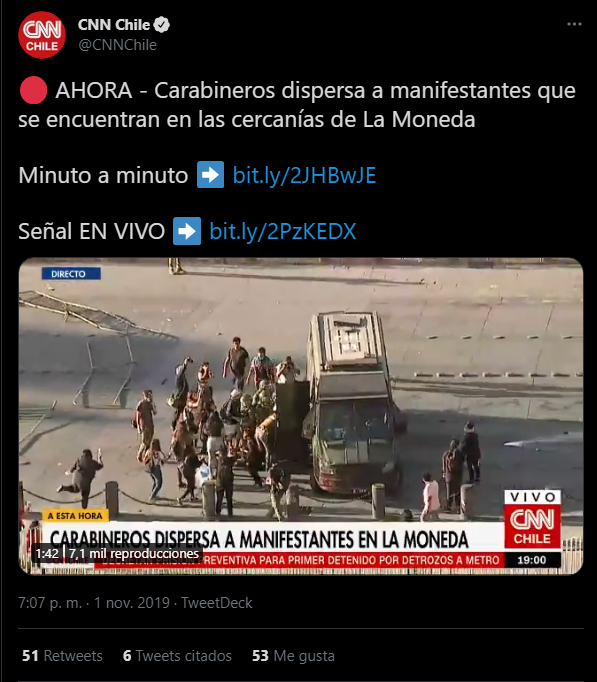 CNN CHILE
CNN Chile
@CNNChile
AHORA - Carabineros dispersa a manifestantes que
se encuentran en las cercanías de La Moneda
Minuto a minuto ➡ bit.ly/2JHBwJE
Señal EN VIVO ➡ bit.ly/2PzKEDX
DIRECTO
VIVO
CNN
CHILE
A ESTA HORA
CARABINEROS DISPERSA A MANIFESTANTES EN LA MONEDA
1:42 7,1 mil reproducciones
PREVENTIVA PARA PRIMER DETENIDO POR DETROZOS A METRO
19:00
7:07 p. m. · 1 nov. 2019 · TweetDeck
51 Retweets 6 Tweets citados 53 Me gusta